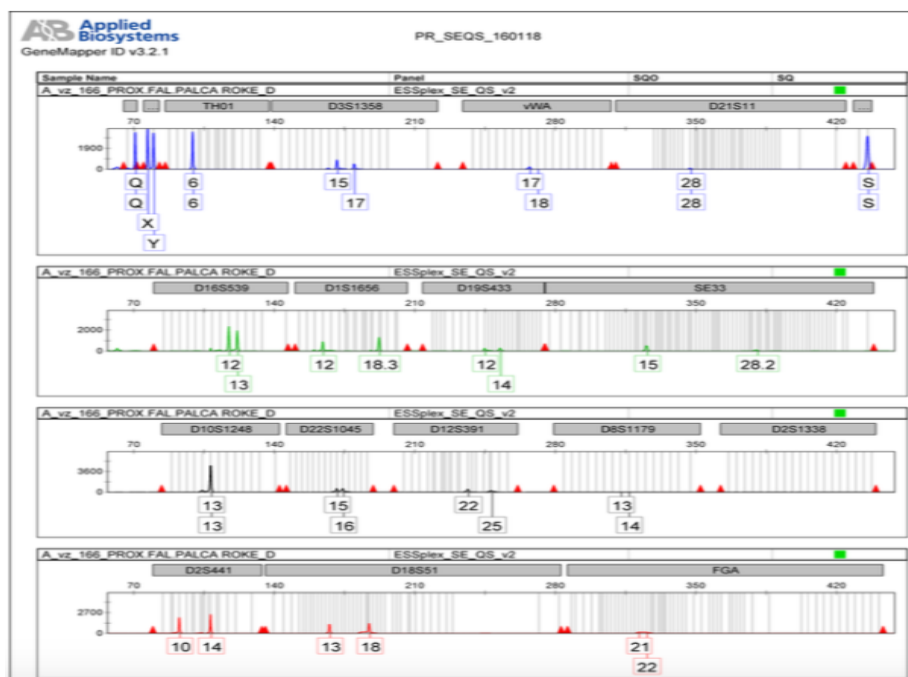 AB Applied Biosystems
GeneMapper ID v3.2.1
PR_SEQS_160118
Sample Name Panel SQO SQ
A_vz_166_PROX.FAL.PALCA ROKE_D ESSplex_SE_QS_v2
... TH01 D3S1358 vWA D21S11 ...
70 140 210 280 350 420
1900
0
Q 6 15 17 28 S
Q 6 17 18 28 S
X
Y
A_vz_166_PROX.FAL.PALCA ROKE_D ESSplex_SE_QS_v2
D16S539 D1S1656 D19S433 SE33
70 140 210 280 350 420
2000
0
12 12 18.3 12 15 28.2
13 14
A_vz_166_PROX.FAL.PALCA ROKE_D ESSplex_SE_QS_v2
D10S1248 D22S1045 D12S391 D8S1179 D2S1338
70 140 210 280 350 420
3600
0
13 15 22 13
13 16 25 14
A_vz_166_PROX.FAL.PALCA ROKE_D ESSplex_SE_QS_v2
D2S441 D18S51 FGA
70 140 210 280 350 420
2700
0
10 14 13 18 21
22